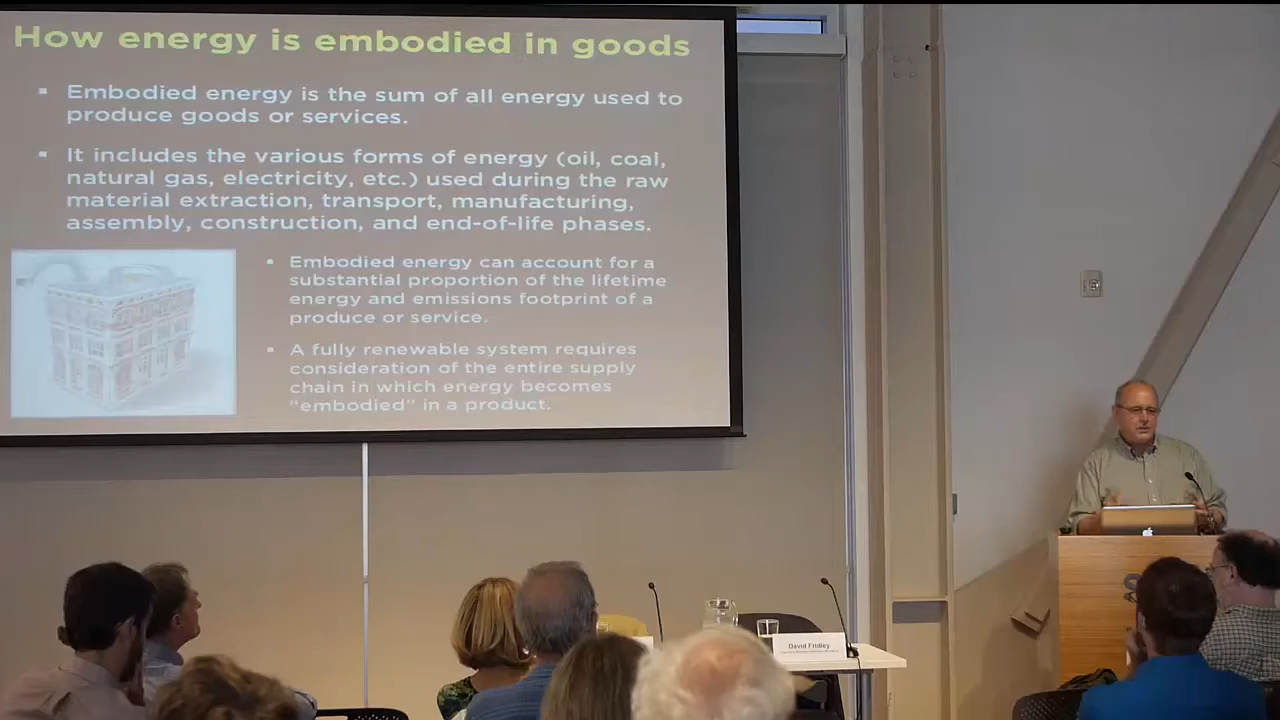 How energy is embodied in goods
▪ Embodied energy is the sum of all energy used to
produce goods or services.
▪ It includes the various forms of energy (oil, coal,
natural gas, electricity, etc.) used during the raw
material extraction, transport, manufacturing,
assembly, construction, and end-of-life phases.
▪ Embodied energy can account for a
substantial proportion of the lifetime
energy and emissions footprint of a
produce or service.
▪ A fully renewable system requires
consideration of the entire supply
chain in which energy becomes
“embodied” in a product.
David Fridley